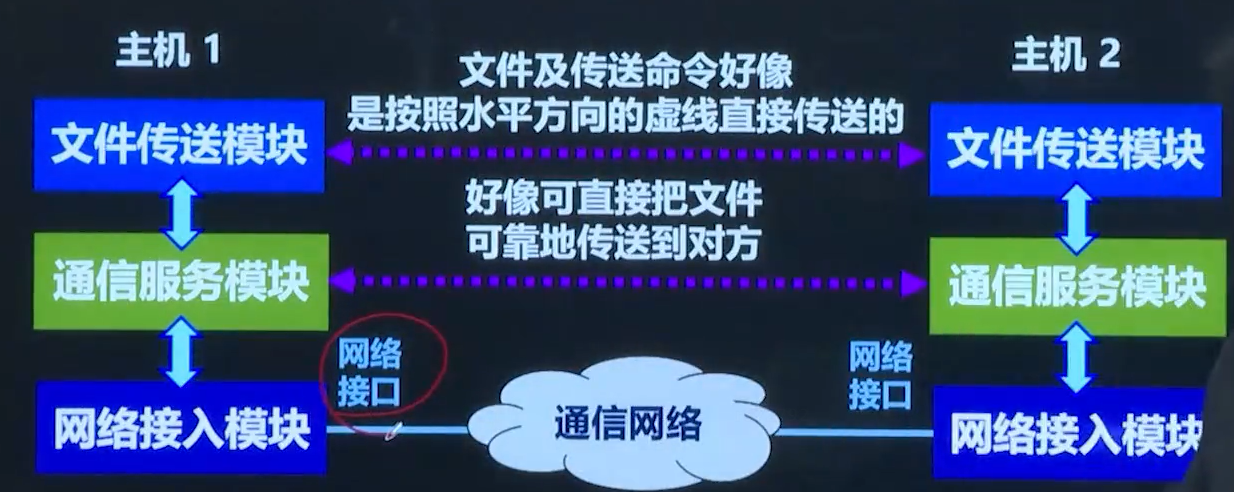 主机 1
主机 2
文件及传送命令好像
是按照水平方向的虚线直接传送的
文件传送模块
文件传送模块
好像可直接把文件
可靠地传送到对方
通信服务模块
通信服务模块
网络
接口
网络
接口
通信网络
网络接入模块
网络接入模块